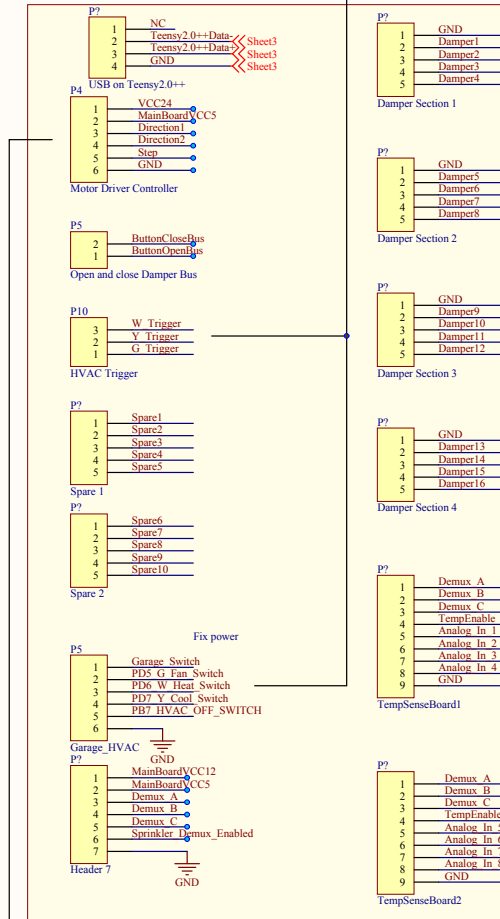 P?
1 NC
2 Teensy2.0++Data- Sheet3
3 Teensy2.0++Data+ Sheet3
4 GND Sheet3
USB on Teensy2.0++
P4
1 VCC24
2 MainBoardVCC5
3 Direction1
4 Direction2
5 Step
6 GND
Motor Driver Controller
P5
2 ButtonCloseBus
1 ButtonOpenBus
Open and close Damper Bus
P10
3 W_Trigger
2 Y_Trigger
1 G_Trigger
HVAC Trigger
P?
1 Spare1
2 Spare2
3 Spare3
4 Spare4
5 Spare5
Spare 1
P?
1 Spare6
2 Spare7
3 Spare8
4 Spare9
5 Spare10
Spare 2
Fix power
P5
1 Garage_Switch
2 PD5_G_Fan_Switch
3 PD6_W_Heat_Switch
4 PD7_Y_Cool_Switch
5 PB7_HVAC_OFF_SWITCH
6
Garage_HVAC
GND
P?
1 MainBoardVCC12
2 MainBoardVCC5
3 Demux_A
4 Demux_B
5 Demux_C
6 Sprinkler_Demux_Enabled
7
Header 7
GND
P?
1 GND
2 Damper1
3 Damper2
4 Damper3
5 Damper4
Damper Section 1
P?
1 GND
2 Damper5
3 Damper6
4 Damper7
5 Damper8
Damper Section 2
P?
1 GND
2 Damper9
3 Damper10
4 Damper11
5 Damper12
Damper Section 3
P?
1 GND
2 Damper13
3 Damper14
4 Damper15
5 Damper16
Damper Section 4
P?
1 Demux_A
2 Demux_B
3 Demux_C
4 TempEnable
5 Analog_In_1
6 Analog_In_2
7 Analog_In_3
8 Analog_In_4
9 GND
TempSenseBoard1
P?
1 Demux_A
2 Demux_B
3 Demux_C
4 TempEnable
5 Analog_In_5
6 Analog_In_6
7 Analog_In_7
8 Analog_In_8
9 GND
TempSenseBoard2